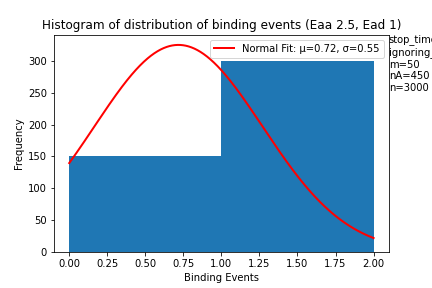 Histogram of distribution of binding events (Eaa 2.5, Ead 1)
Normal Fit: μ=0.72, σ=0.55
stop_time
ignoring_
m=50
nA=450
n=3000
Frequency
300
250
200
150
100
50
0
0.00 0.25 0.50 0.75 1.00 1.25 1.50 1.75 2.00
Binding Events